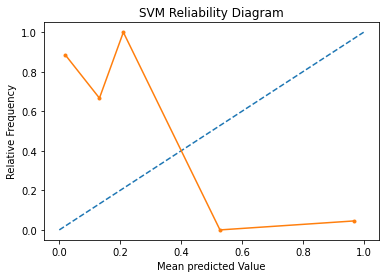 SVM Reliability Diagram
Relative Frequency
1.0
0.8
0.6
0.4
0.2
0.0
0.0 0.2 0.4 0.6 0.8 1.0
Mean predicted Value